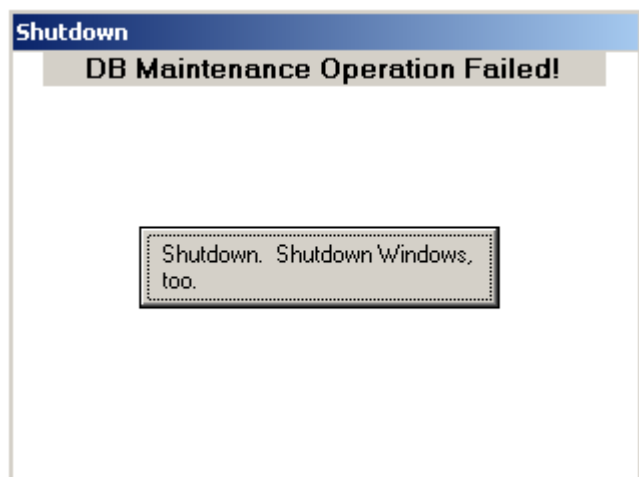 Shutdown
DB Maintenance Operation Failed!
Shutdown.  Shutdown Windows,
too.